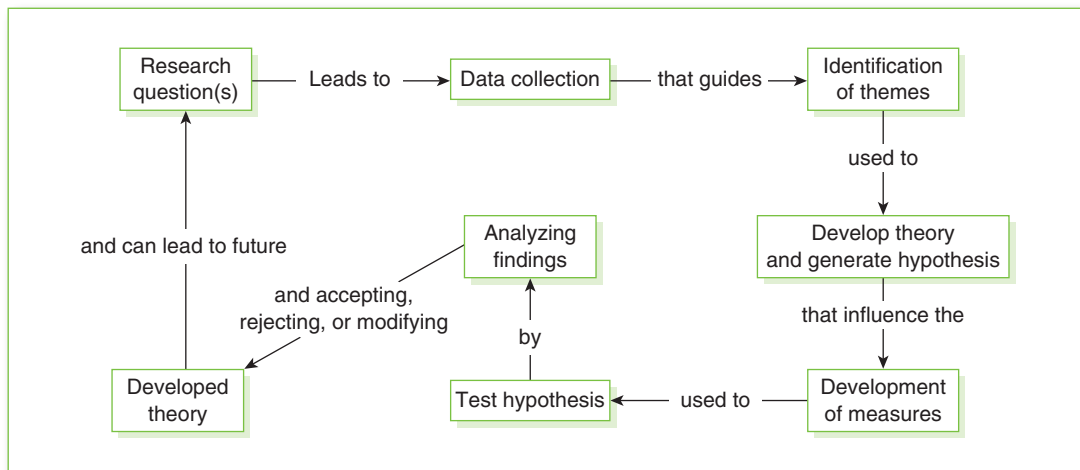 Research
question(s)
Leads to
Data collection
that guides
Identification
of themes
used to
Develop theory
and generate hypothesis
that influence the
Development
of measures
used to
Test hypothesis
by
Analyzing
findings
and accepting,
rejecting, or modifying
Developed
theory
and can lead to future